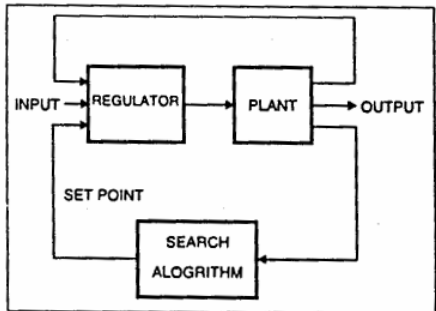 INPUT
REGULATOR
PLANT
OUTPUT
SET POINT
SEARCH
ALOGRITHM